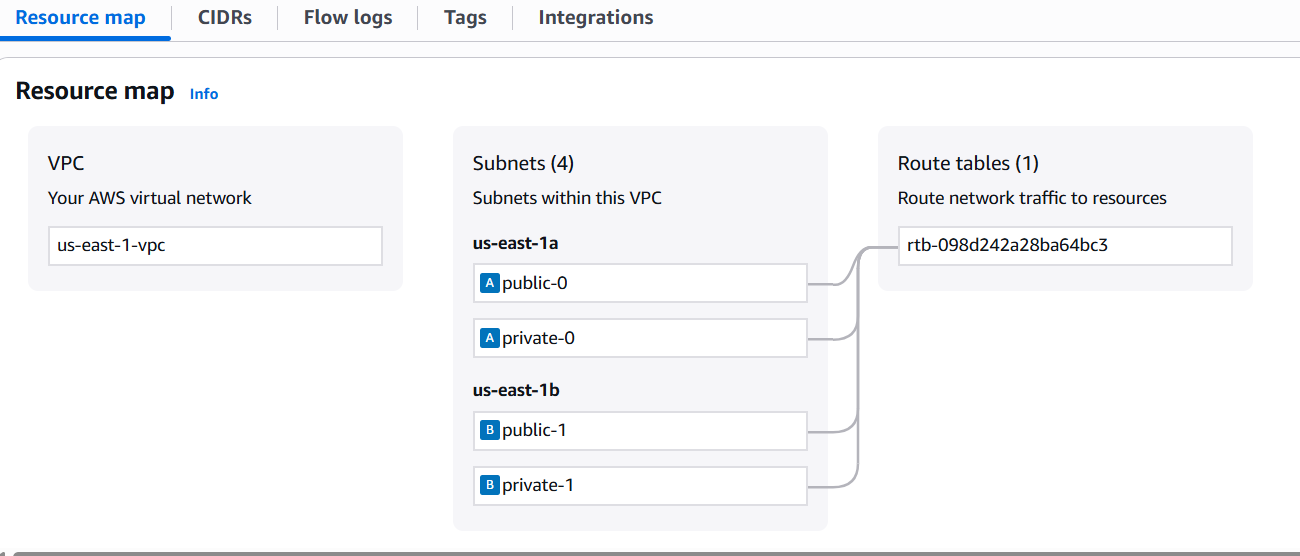 Resource map
CIDRs
Flow logs
Tags
Integrations
Resource map Info
VPC
Your AWS virtual network
us-east-1-vpc
Subnets (4)
Subnets within this VPC
us-east-1a
A public-0
A private-0
us-east-1b
B public-1
B private-1
Route tables (1)
Route network traffic to resources
rtb-098d242a28ba64bc3